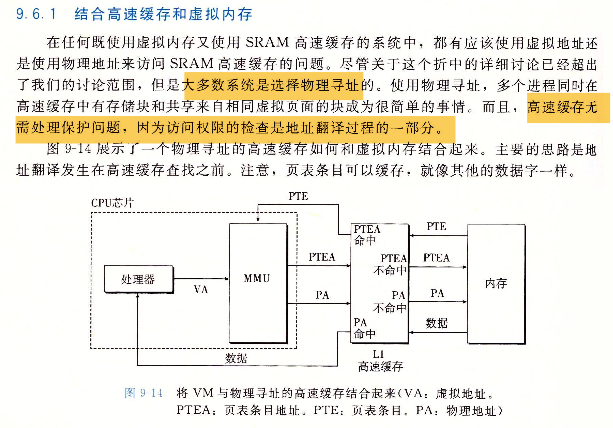 9.6.1 结合高速缓存和虚拟内存
在任何既使用虚拟内存又使用 SRAM 高速缓存的系统中，都有应该使用虚拟地址还
是使用物理地址来访问 SRAM 高速缓存的问题。尽管关于这个折中的详细讨论已经超出
了我们的讨论范围，但是大多数系统是选择物理寻址的。使用物理寻址，多个进程同时在
高速缓存中有存储块和共享来自相同虚拟页面的块成为很简单的事情。而且，高速缓存无
需处理保护问题，因为访问权限的检查是地址翻译过程的一部分。
图 9-14 展示了一个物理寻址的高速缓存如何和虚拟内存结合起来。主要的思路是地
址翻译发生在高速缓存查找之前。注意，页表条目可以缓存，就像其他的数据字一样。
PTE
CPU芯片
PTEA
命中
PTE
处理器
VA
MMU
PTEA
PTEA
不命中
PTEA
内存
PA
PA
不命中
PA
PA
命中
数据
数据
L1
高速缓存
图 9-14 将 VM 与物理寻址的高速缓存结合起来(VA：虚拟地址。
PTEA：页表条目地址。PTE：页表条目。PA：物理地址)